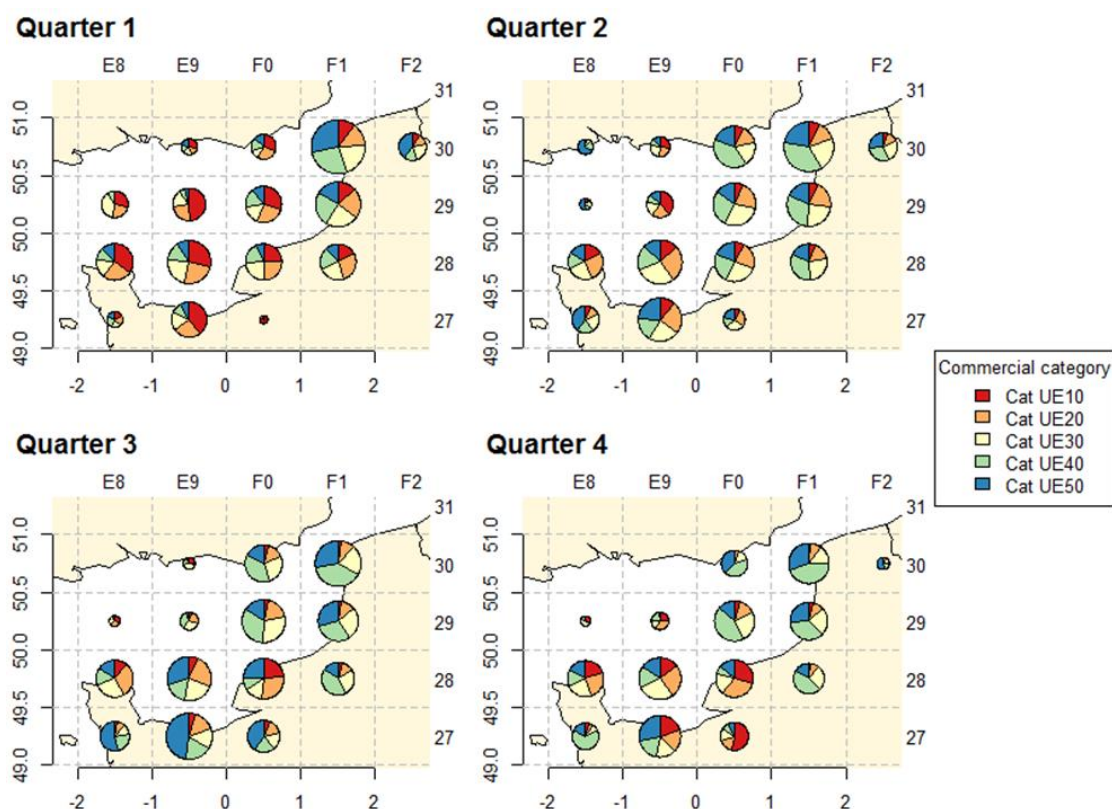 Quarter 1
E8 E9 F0 F1 F2
31
30
29
28
27
51.0
50.5
50.0
49.5
49.0
-2 -1 0 1 2
Quarter 2
E8 E9 F0 F1 F2
31
30
29
28
27
51.0
50.5
50.0
49.5
49.0
-2 -1 0 1 2
Commercial category
Cat UE10
Cat UE20
Cat UE30
Cat UE40
Cat UE50
Quarter 3
E8 E9 F0 F1 F2
31
30
29
28
27
51.0
50.5
50.0
49.5
49.0
-2 -1 0 1 2
Quarter 4
E8 E9 F0 F1 F2
31
30
29
28
27
51.0
50.5
50.0
49.5
49.0
-2 -1 0 1 2